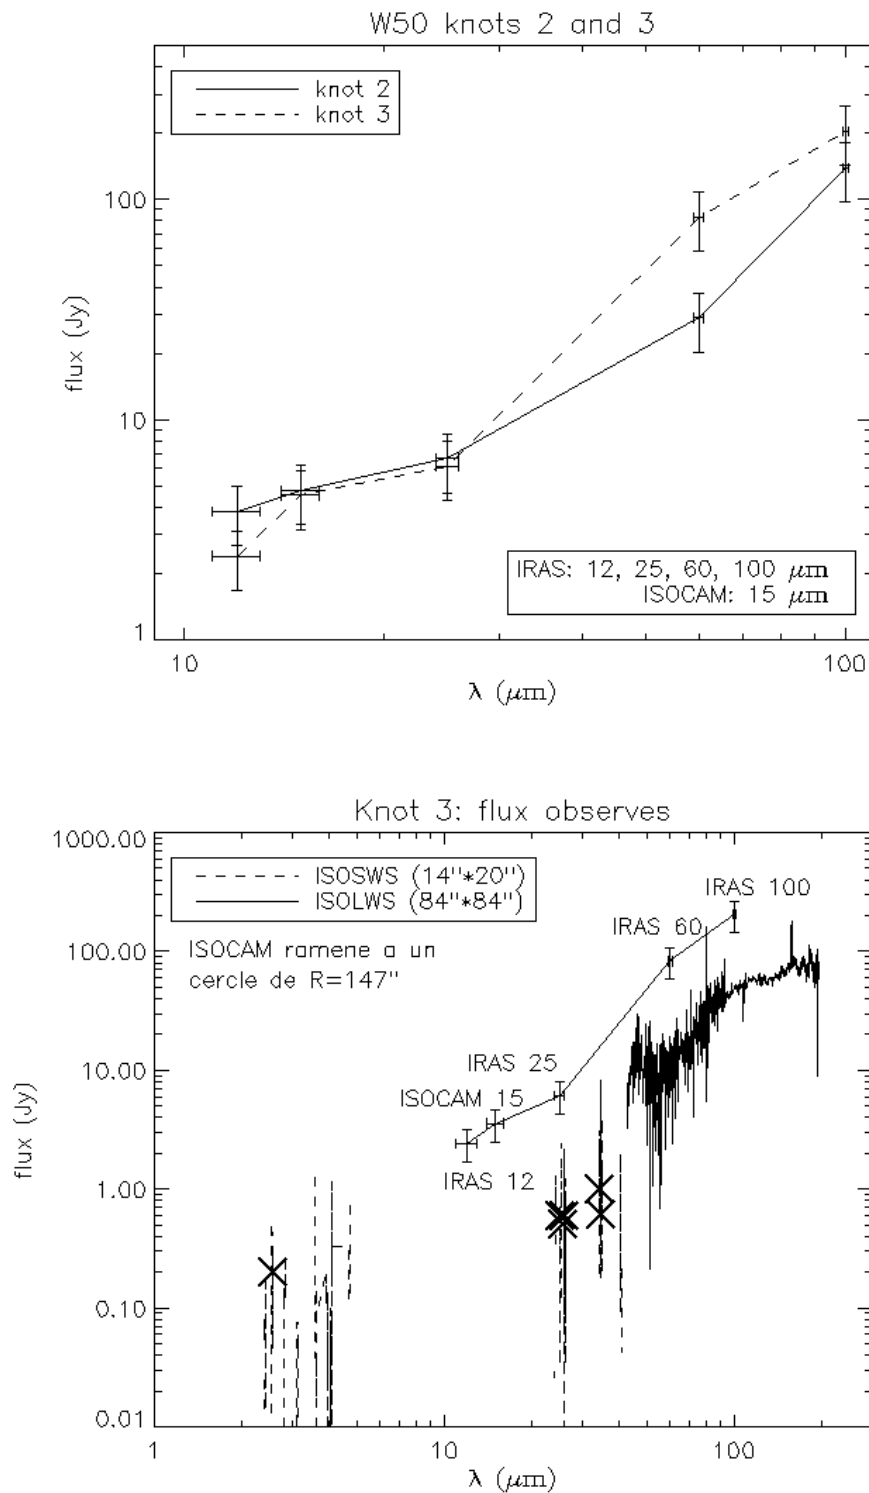 W50 knots 2 and 3
knot 2
knot 3
100
10
1
flux (Jy)
IRAS: 12, 25, 60, 100 μm
ISOCAM: 15 μm
10
100
λ (μm)
Knot 3: flux observes
1000.00
100.00
10.00
1.00
0.10
0.01
flux (Jy)
ISOSWS (14"*20")
ISOLWS (84"*84")
ISOCAM ramene a un
cercle de R=147"
IRAS 100
IRAS 60
IRAS 25
ISOCAM 15
IRAS 12
1
10
100
λ (μm)